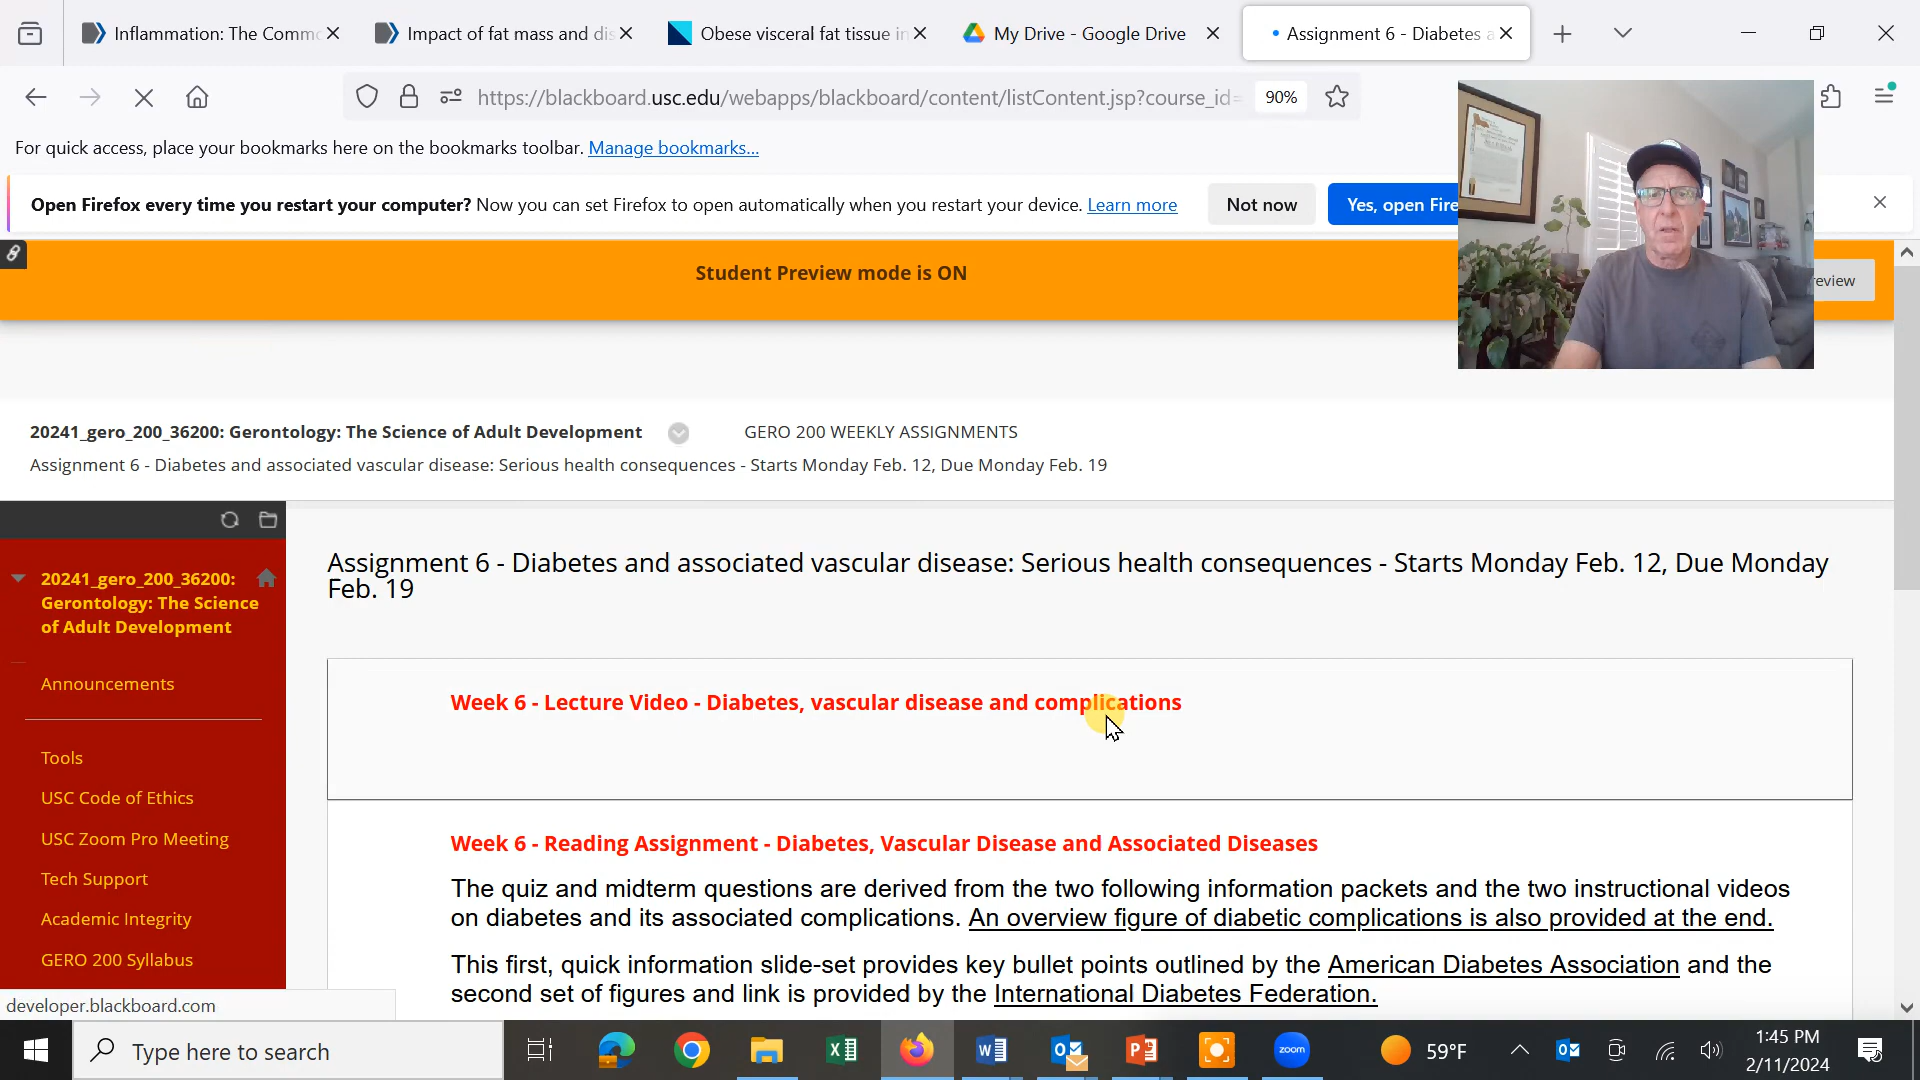 Inflammation: The Comm
Impact of fat mass and dis
Obese visceral fat tissue in
My Drive - Google Drive
Assignment 6 - Diabetes a
https://blackboard.usc.edu/webapps/blackboard/content/listContent.jsp?course_id=
90%
For quick access, place your bookmarks here on the bookmarks toolbar. Manage bookmarks...
Open Firefox every time you restart your computer? Now you can set Firefox to open automatically when you restart your device. Learn more
Not now
Yes, open Fire
Student Preview mode is ON
review
20241_gero_200_36200: Gerontology: The Science of Adult Development
GERO 200 WEEKLY ASSIGNMENTS
Assignment 6 - Diabetes and associated vascular disease: Serious health consequences - Starts Monday Feb. 12, Due Monday Feb. 19
20241_gero_200_36200:
Gerontology: The Science
of Adult Development
Announcements
Tools
USC Code of Ethics
USC Zoom Pro Meeting
Tech Support
Academic Integrity
GERO 200 Syllabus
Assignment 6 - Diabetes and associated vascular disease: Serious health consequences - Starts Monday Feb. 12, Due Monday
Feb. 19
Week 6 - Lecture Video - Diabetes, vascular disease and complications
Week 6 - Reading Assignment - Diabetes, Vascular Disease and Associated Diseases
The quiz and midterm questions are derived from the two following information packets and the two instructional videos
on diabetes and its associated complications. An overview figure of diabetic complications is also provided at the end.
This first, quick information slide-set provides key bullet points outlined by the American Diabetes Association and the
second set of figures and link is provided by the International Diabetes Federation.
developer.blackboard.com
Type here to search
zoom
59°F
1:45 PM
2/11/2024